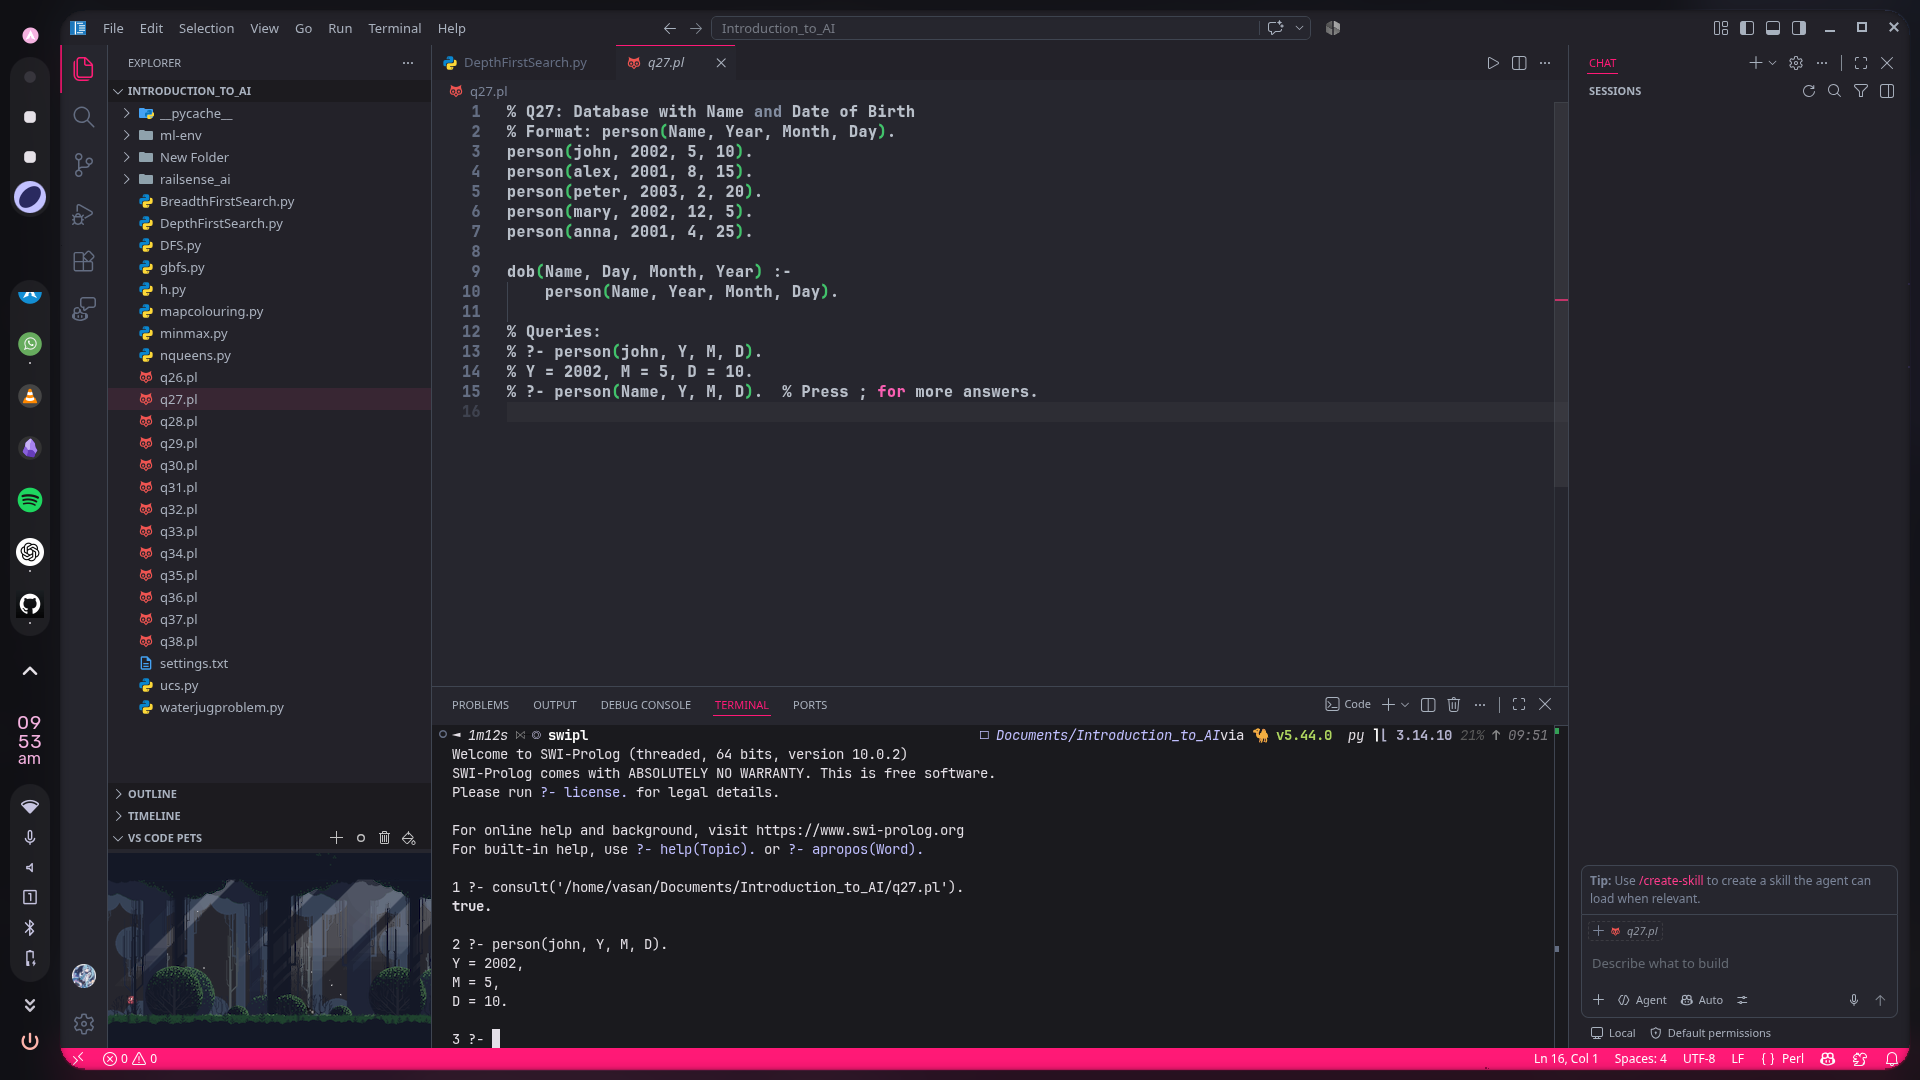 File Edit Selection View Go Run Terminal Help
Introduction_to_AI
EXPLORER
INTRODUCTION_TO_AI
__pycache__
ml-env
New Folder
railsense_ai
BreadthFirstSearch.py
DepthFirstSearch.py
DFS.py
gbfs.py
h.py
mapcolouring.py
minmax.py
nqueens.py
q26.pl
q27.pl
q28.pl
q29.pl
q30.pl
q31.pl
q32.pl
q33.pl
q34.pl
q35.pl
q36.pl
q37.pl
q38.pl
settings.txt
ucs.py
waterjugproblem.py
OUTLINE
TIMELINE
VS CODE PETS
09
53
am
1
DepthFirstSearch.py q27.pl
q27.pl
1 % Q27: Database with Name and Date of Birth
2 % Format: person(Name, Year, Month, Day).
3 person(john, 2002, 5, 10).
4 person(alex, 2001, 8, 15).
5 person(peter, 2003, 2, 20).
6 person(mary, 2002, 12, 5).
7 person(anna, 2001, 4, 25).
8
9 dob(Name, Day, Month, Year) :-
10 person(Name, Year, Month, Day).
11
12 % Queries:
13 % ?- person(john, Y, M, D).
14 % Y = 2002, M = 5, D = 10.
15 % ?- person(Name, Y, M, D). % Press ; for more answers.
16
PROBLEMS OUTPUT DEBUG CONSOLE TERMINAL PORTS
Code
1m12s swipl Documents/Introduction_to_AIvia v5.44.0 py 3.14.10 21% ↑ 09:51
Welcome to SWI-Prolog (threaded, 64 bits, version 10.0.2)
SWI-Prolog comes with ABSOLUTELY NO WARRANTY. This is free software.
Please run ?- license. for legal details.
For online help and background, visit https://www.swi-prolog.org
For built-in help, use ?- help(Topic). or ?- apropos(Word).
1 ?- consult('/home/vasan/Documents/Introduction_to_AI/q27.pl').
true.
2 ?- person(john, Y, M, D).
Y = 2002,
M = 5,
D = 10.
3 ?-
CHAT
SESSIONS
Tip: Use /create-skill to create a skill the agent can
load when relevant.
q27.pl
Describe what to build
Agent Auto
Local Default permissions
0 0
Ln 16, Col 1 Spaces: 4 UTF-8 LF { } Perl